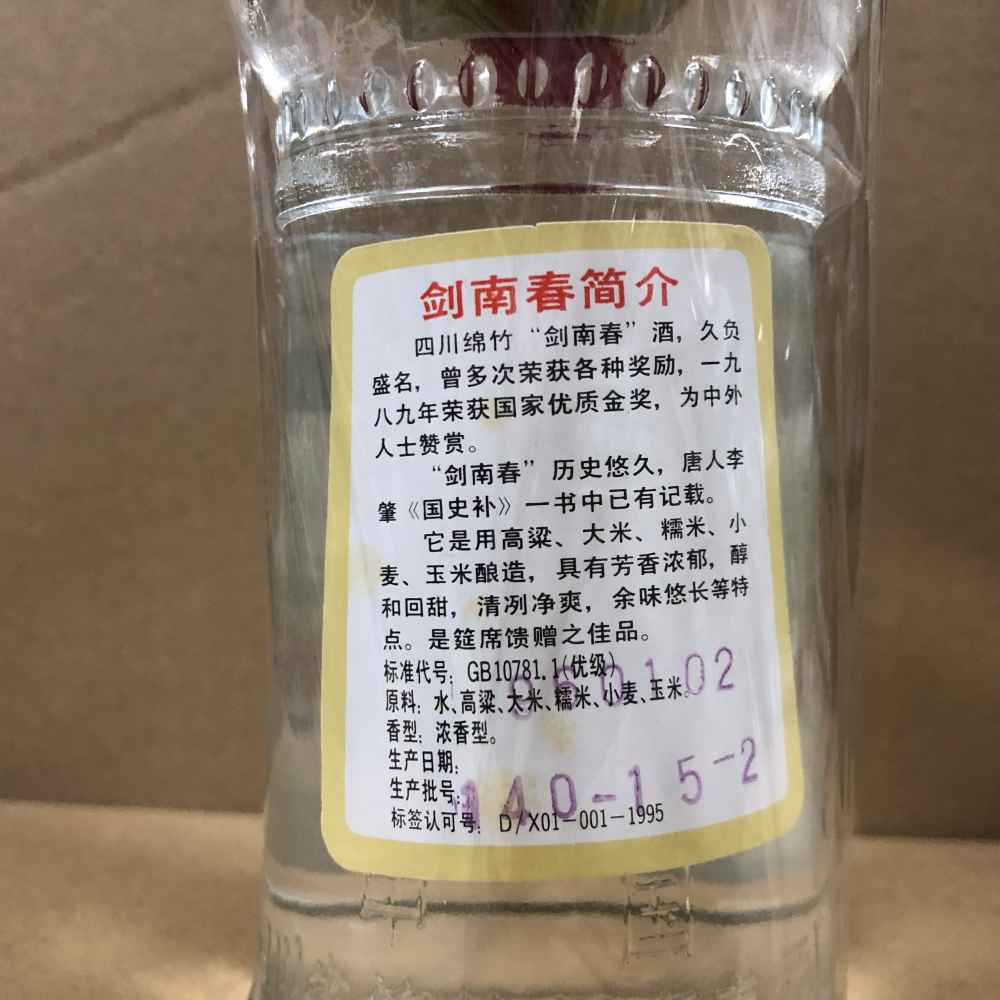 剑南春简介
四川绵竹“剑南春”酒，久负
盛名，曾多次荣获各种奖励，一九
八九年荣获国家优质金奖，为中外
人士赞赏。
“剑南春”历史悠久，唐人李
肇《国史补》一书中已有记载。
它是用高粱、大米、糯米、小
麦、玉米酿造，具有芳香浓郁，醇
和回甜，清冽净爽，余味悠长等特
点。是筵席馈赠之佳品。
标准代号：GB10781.1(优级)
原料：水、高粱、大米、糯米、小麦、玉米。
960102
香型：浓香型。
生产日期：
生产批号：
140-15-2
标签认可号：D/X01-001-1995